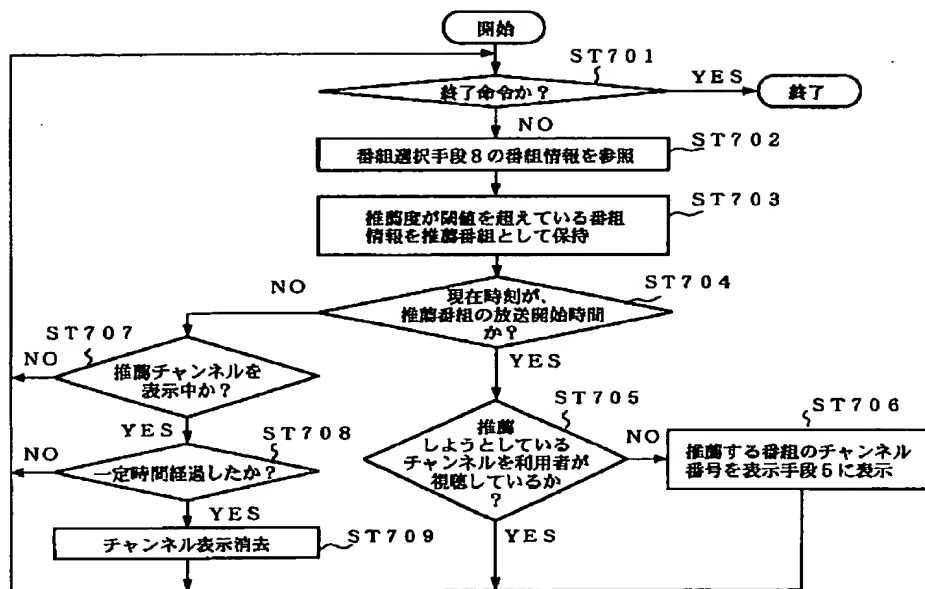 開始
ST701
終了命令か?
YES
終了
NO
ST702
番組選択手段8の番組情報を参照
ST703
推薦度が閾値を超えている番組
情報を推薦番組として保持
ST704
NO
現在時刻が、
推薦番組の放送開始時間
か?
ST707
YES
NO
推薦チャンネルを
表示中か?
ST705
ST706
推薦
しようとしている
チャンネルを利用者が
視聴しているか
?
NO
推薦する番組のチャンネル
番号を表示手段5に表示
YES
ST708
NO
一定時間経過したか?
YES
YES
チャンネル表示消去
ST709